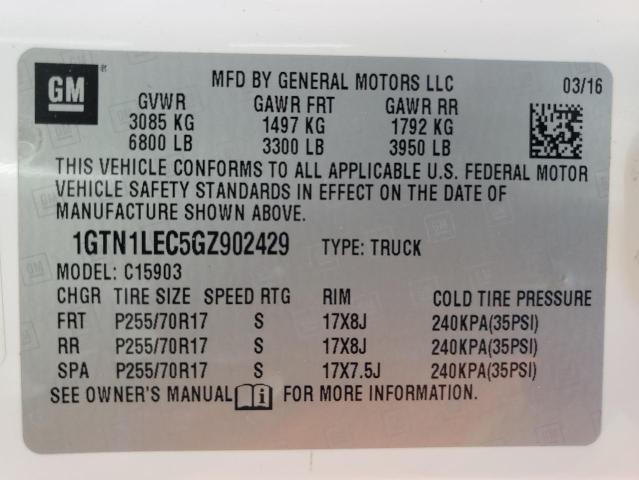 GM
MFD BY GENERAL MOTORS LLC 03/16
GVWR GAWR FRT GAWR RR
3085 KG 1497 KG 1792 KG
6800 LB 3300 LB 3950 LB
THIS VEHICLE CONFORMS TO ALL APPLICABLE U.S. FEDERAL MOTOR
VEHICLE SAFETY STANDARDS IN EFFECT ON THE DATE OF
MANUFACTURE SHOWN ABOVE.
1GTN1LEC5GZ902429 TYPE: TRUCK
MODEL: C15903
CHGR TIRE SIZE SPEED RTG RIM COLD TIRE PRESSURE
FRT P255/70R17 S 17X8J 240KPA(35PSI)
RR P255/70R17 S 17X8J 240KPA(35PSI)
SPA P255/70R17 S 17X7.5J 240KPA(35PSI)
SEE OWNER'S MANUAL FOR MORE INFORMATION.